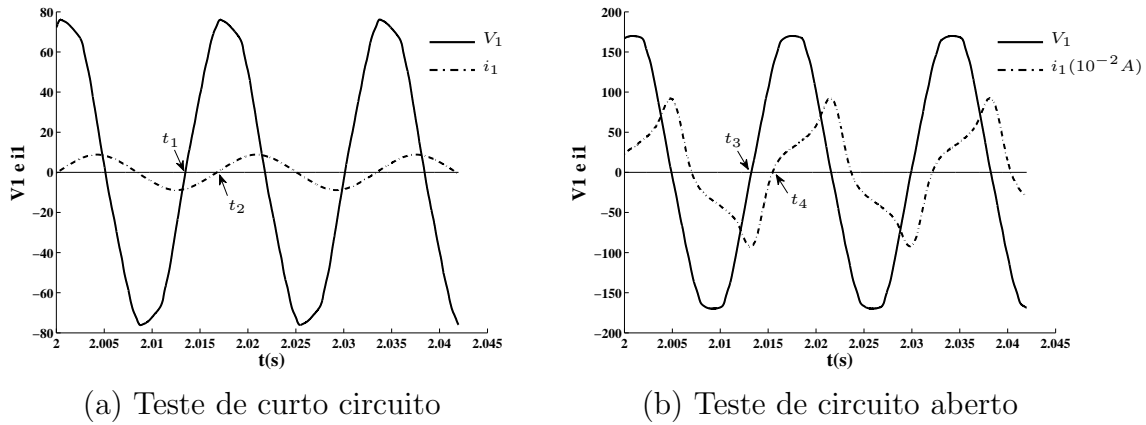 80
60
40
20
0
−20
−40
−60
−80
V1 e i1
V1
i1
t1
t2
2 2.005 2.01 2.015 2.02 2.025 2.03 2.035 2.04 2.045
t(s)
(a) Teste de curto circuito
200
150
100
50
0
−50
−100
−150
−200
V1 e i1
V1
i1(10−2A)
t3
t4
2 2.005 2.01 2.015 2.02 2.025 2.03 2.035 2.04 2.045
t(s)
(b) Teste de circuito aberto